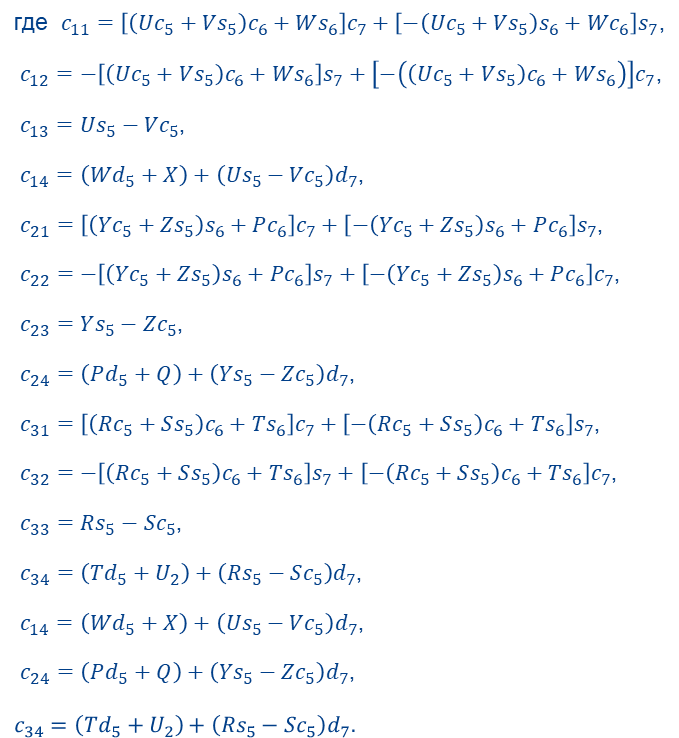 где c₁₁ = [(Uc₅ + Vs₅)c₆ + Ws₆]c₇ + [−(Uc₅ + Vs₅)s₆ + Wc₆]s₇,
c₁₂ = −[(Uc₅ + Vs₅)c₆ + Ws₆]s₇ + [−((Uc₅ + Vs₅)c₆ + Ws₆)]c₇,
c₁₃ = Us₅ − Vc₅,
c₁₄ = (Wd₅ + X) + (Us₅ − Vc₅)d₇,
c₂₁ = [(Yc₅ + Zs₅)s₆ + Pc₆]c₇ + [−(Yc₅ + Zs₅)s₆ + Pc₆]s₇,
c₂₂ = −[(Yc₅ + Zs₅)s₆ + Pc₆]s₇ + [−(Yc₅ + Zs₅)s₆ + Pc₆]c₇,
c₂₃ = Ys₅ − Zc₅,
c₂₄ = (Pd₅ + Q) + (Ys₅ − Zc₅)d₇,
c₃₁ = [(Rc₅ + Ss₅)c₆ + Ts₆]c₇ + [−(Rc₅ + Ss₅)c₆ + Ts₆]s₇,
c₃₂ = −[(Rc₅ + Ss₅)c₆ + Ts₆]s₇ + [−(Rc₅ + Ss₅)c₆ + Ts₆]c₇,
c₃₃ = Rs₅ − Sc₅,
c₃₄ = (Td₅ + U₂) + (Rs₅ − Sc₅)d₇,
c₁₄ = (Wd₅ + X) + (Us₅ − Vc₅)d₇,
c₂₄ = (Pd₅ + Q) + (Ys₅ − Zc₅)d₇,
c₃₄ = (Td₅ + U₂) + (Rs₅ − Sc₅)d₇.